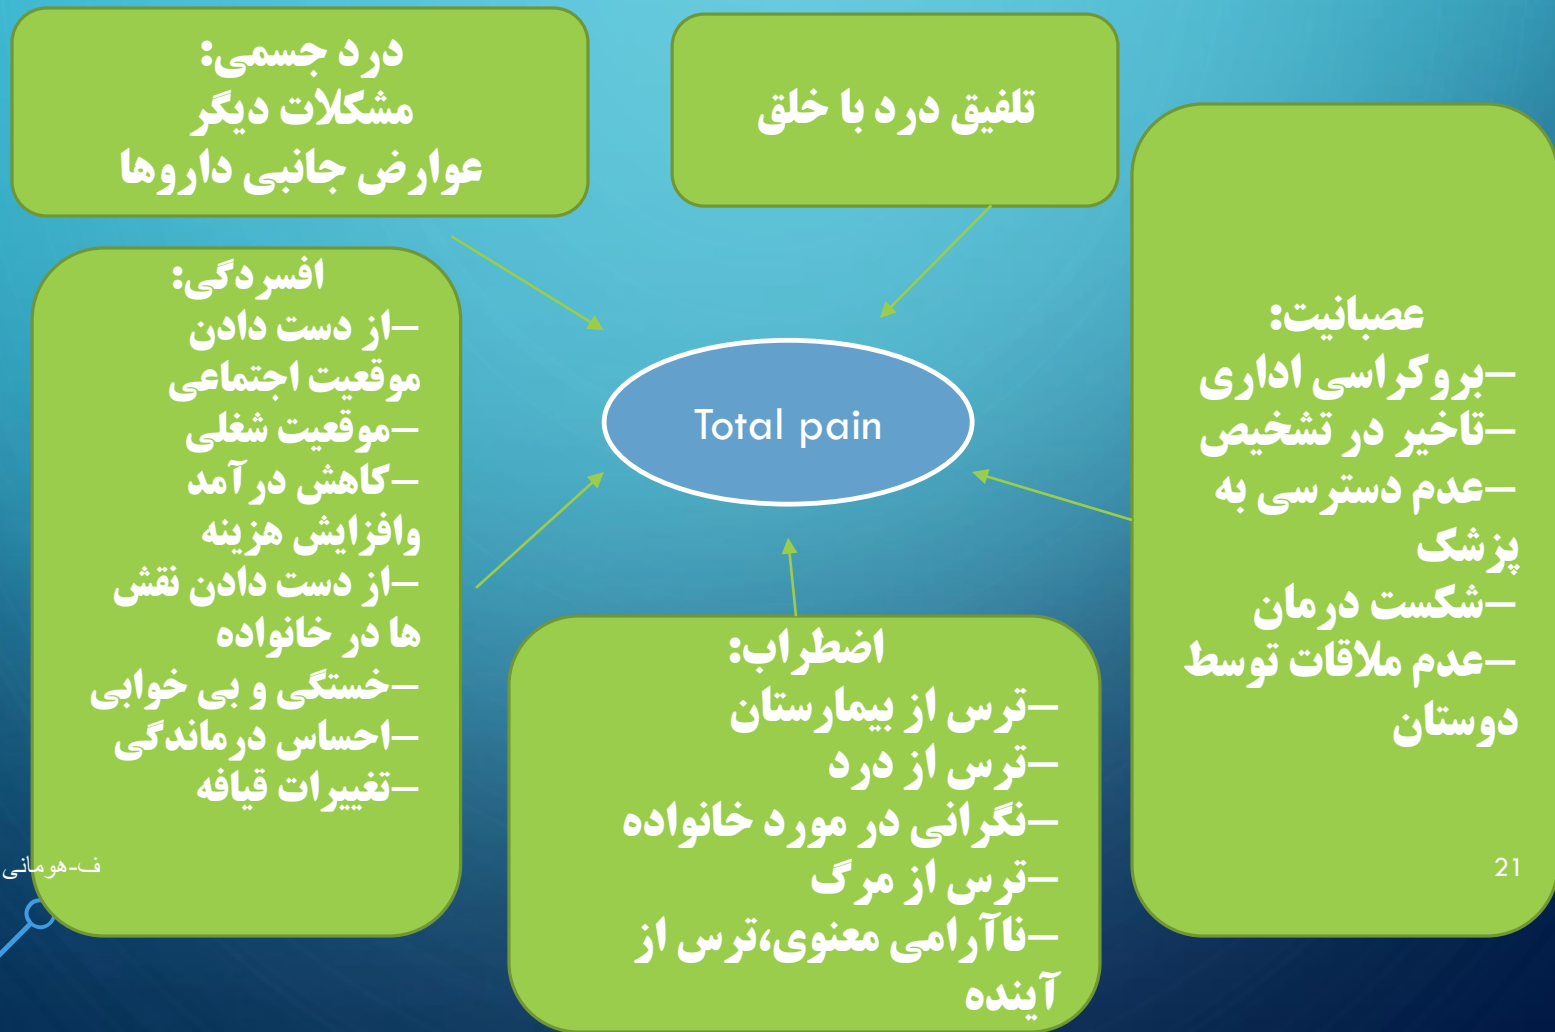 درد جسمی:
مشکلات دیگر
عوارض جانبی داروها
تلفیق درد با خلق
عصبانیت:
-بروکراسی اداری
-تاخیر در تشخیص
-عدم دسترسی به
پزشک
-شکست درمان
-عدم ملاقات توسط
دوستان
افسردگی:
-از دست دادن
موقعیت اجتماعی
-موقعیت شغلی
-کاهش درآمد
وافزایش هزینه
-از دست دادن نقش
ها در خانواده
-خستگی و بی خوابی
-احساس درماندگی
-تغییرات قیافه
Total pain
اضطراب:
-ترس از بیمارستان
-ترس از درد
-نگرانی در مورد خانواده
-ترس از مرگ
-ناآرامی معنوی،ترس از
آینده
ف-هومانی
21